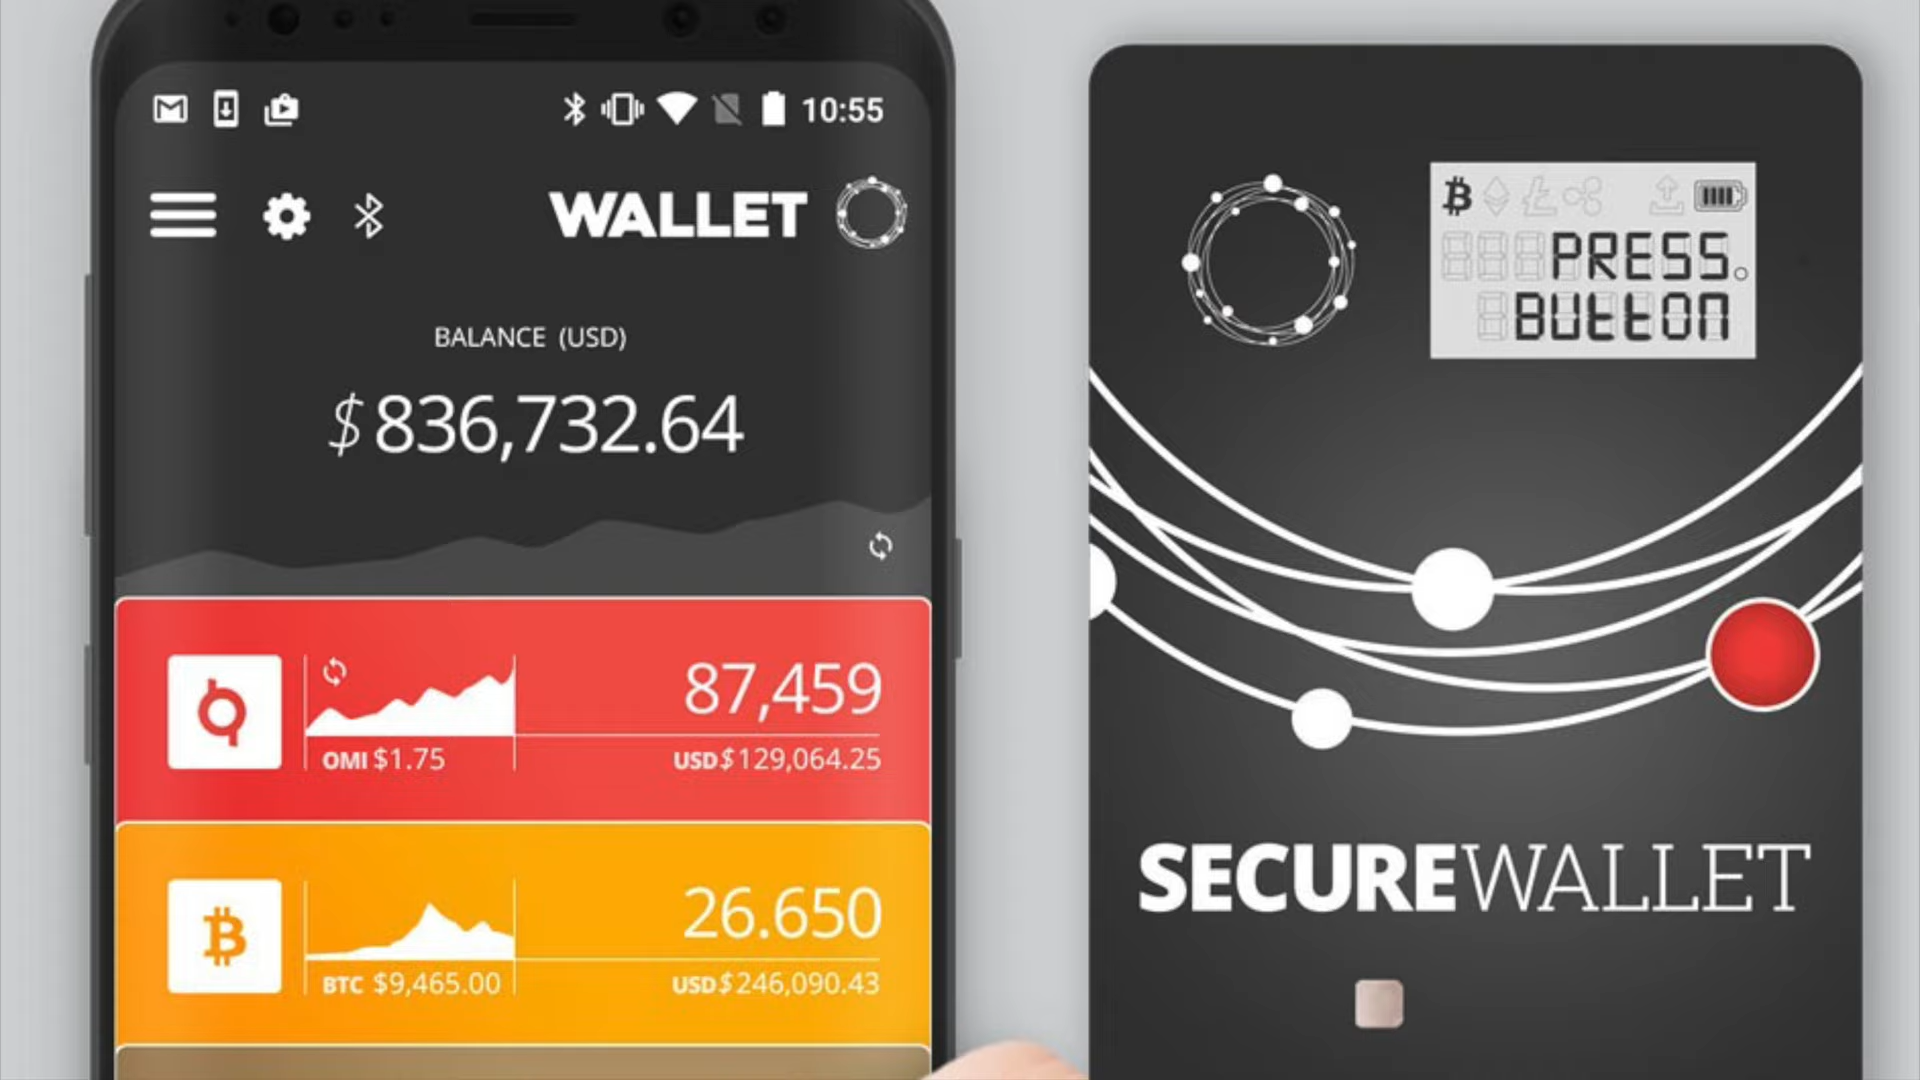 10:55
WALLET
BALANCE (USD)
$836,732.64
87,459
OMI $1.75
USD$129,064.25
26.650
BTC $9,465.00
USD$246,090.43
PRESS.
BUttOn
SECUREWALLET